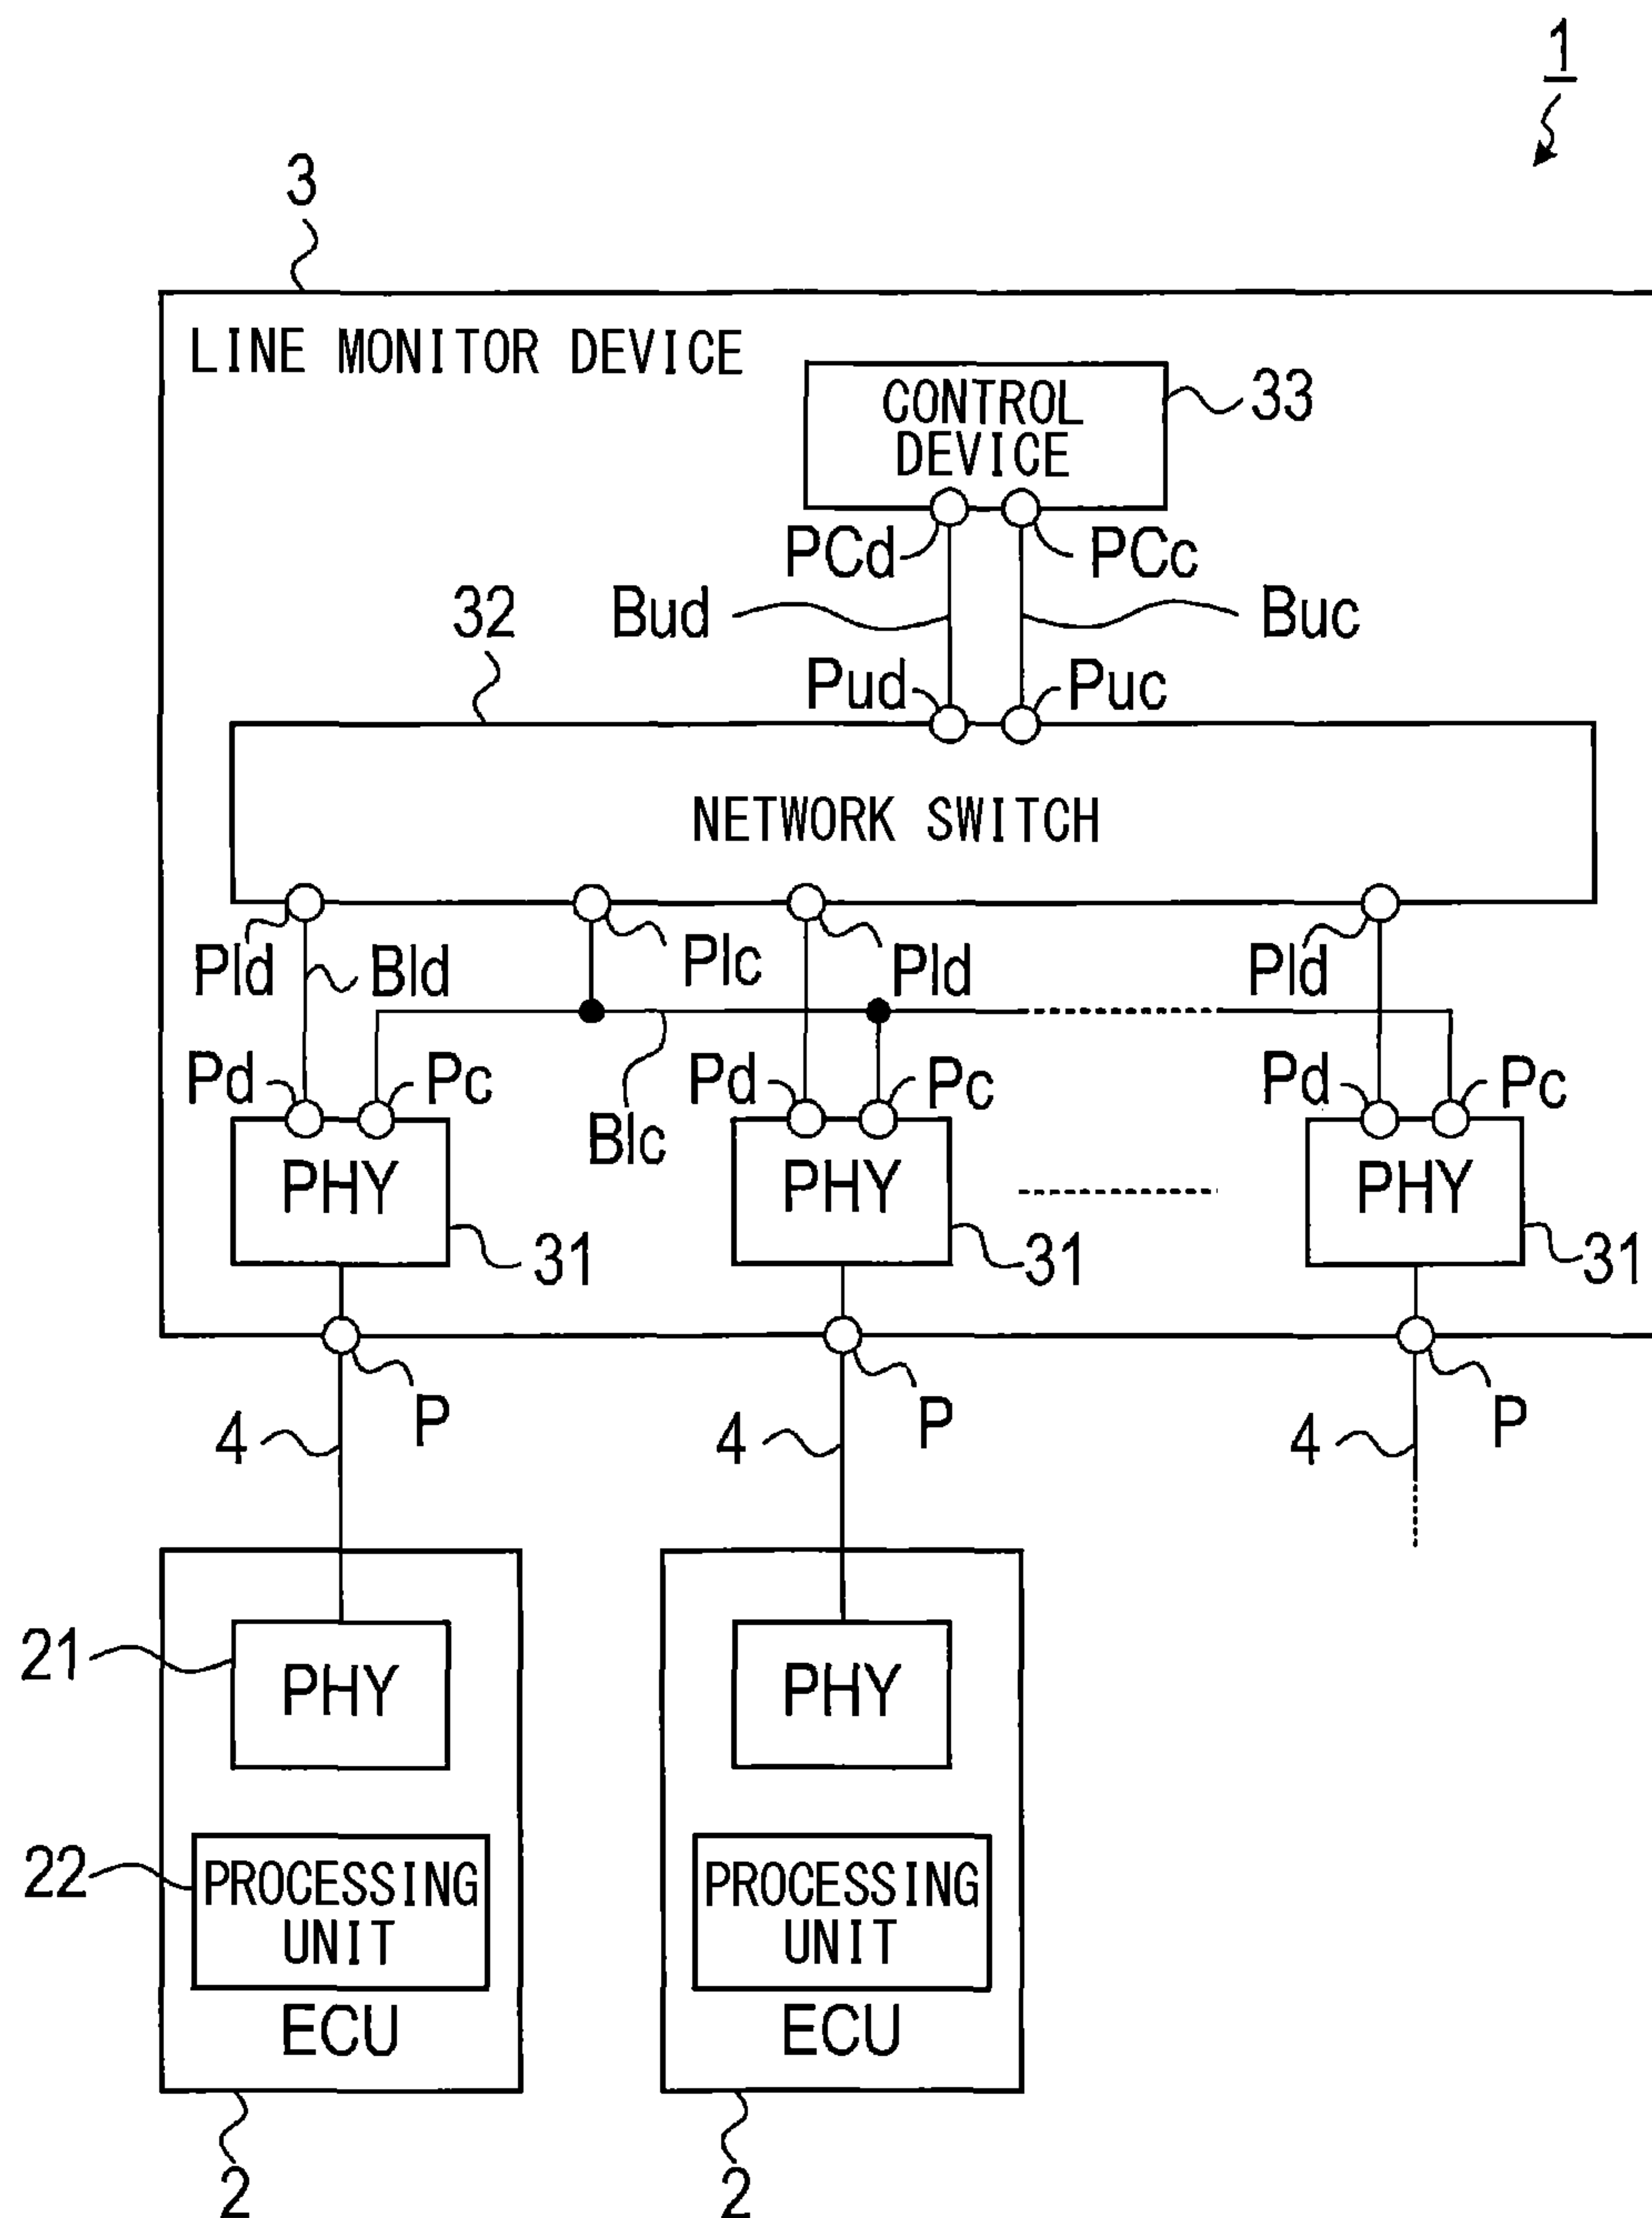 1
3
LINE MONITOR DEVICE
CONTROL
DEVICE
33
PCd
PCc
32
Bud
Buc
Pud
Puc
NETWORK SWITCH
Pld
Bld
Plc
Pld
Pld
Pd
Pc
Blc
Pd
Pc
Pd
Pc
PHY
PHY
PHY
31
31
31
P
P
P
4
4
4
21
PHY
PHY
22
PROCESSING
UNIT
PROCESSING
UNIT
ECU
ECU
2
2